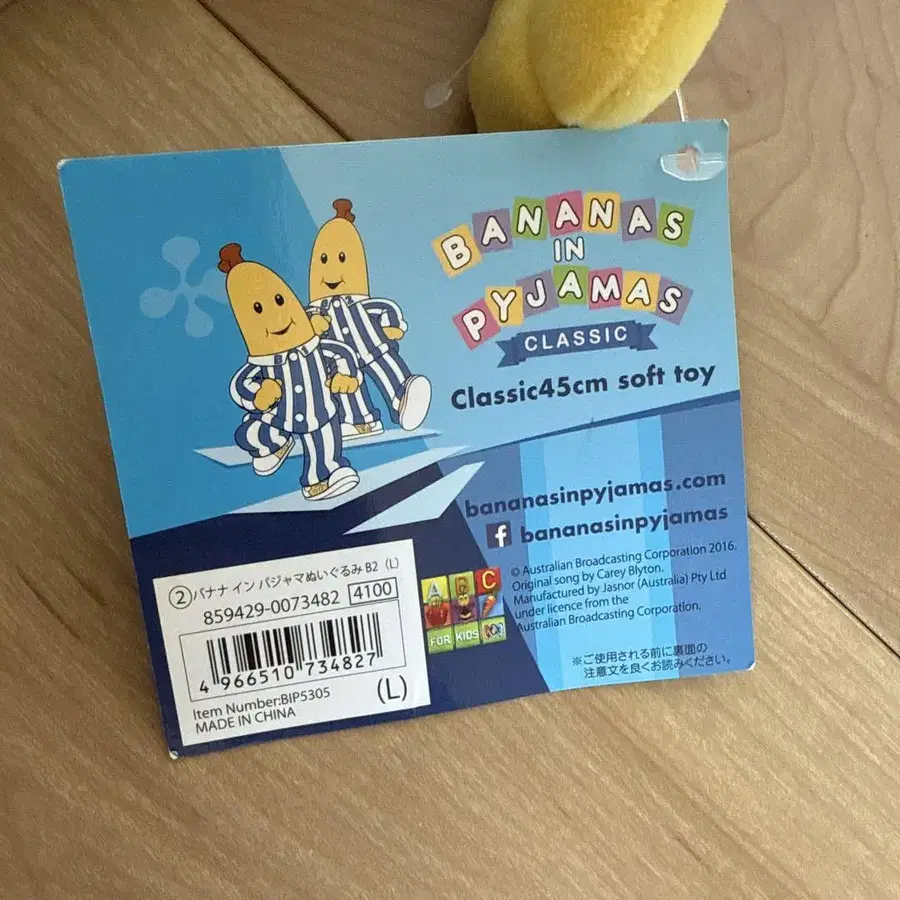 BANANAS
IN
PYJAMAS
CLASSIC
Classic45cm soft toy
bananasinpyjamas.com
f bananasinpyjamas
© Australian Broadcasting Corporation 2016.
Original song by Carey Blyton.
Manufactured by Jasnor (Australia) Pty Ltd
under licence from the
Australian Broadcasting Corporation.
※ご使用される前に裏面の
注意文を良くお読みください。
ABC
FOR KIDS
②バナナ イン パジャマぬいぐるみ B2 (L)
859429-0073482 4100
4 966510 734827
Item Number:BIP5305
MADE IN CHINA
(L)